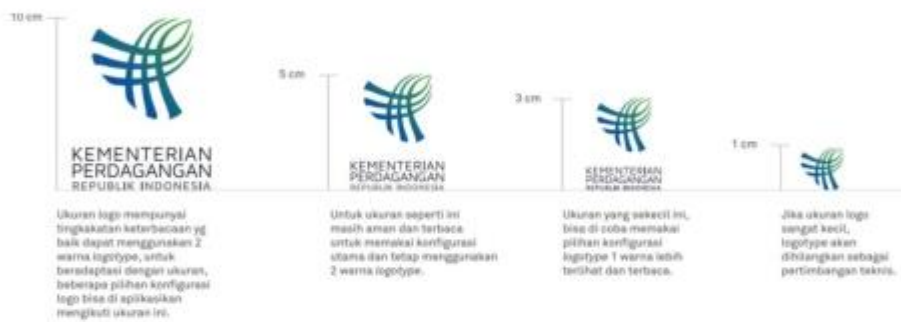 10 cm
KEMENTERIAN
PERDAGANGAN
REPUBLIK INDONESIA
Ukuran logo mempunyai
tingkakatan keterbacaan yg
baik dapat menggunakan 2
warna logotype, untuk
beradaptasi dengan ukuran,
beberapa pilihan konfigurasi
logo bisa di aplikasikan
mengikuti ukuran ini.
5 cm
KEMENTERIAN
PERDAGANGAN
REPUBLIK INDONESIA
Untuk ukuran seperti ini
masih aman dan terbaca
untuk memakai konfigurasi
utama dan tetap menggunakan
2 warna logotype.
3 cm
KEMENTERIAN
PERDAGANGAN
REPUBLIK INDONESIA
Ukuran yang sekecil ini,
bisa di coba memakai
pilihan konfigurasi
logotype 1 warna lebih
terlihat dan terbaca.
1 cm
Jika ukuran logo
sangat kecil,
logotype akan
dihilangkan sebagai
pertimbangan teknis.